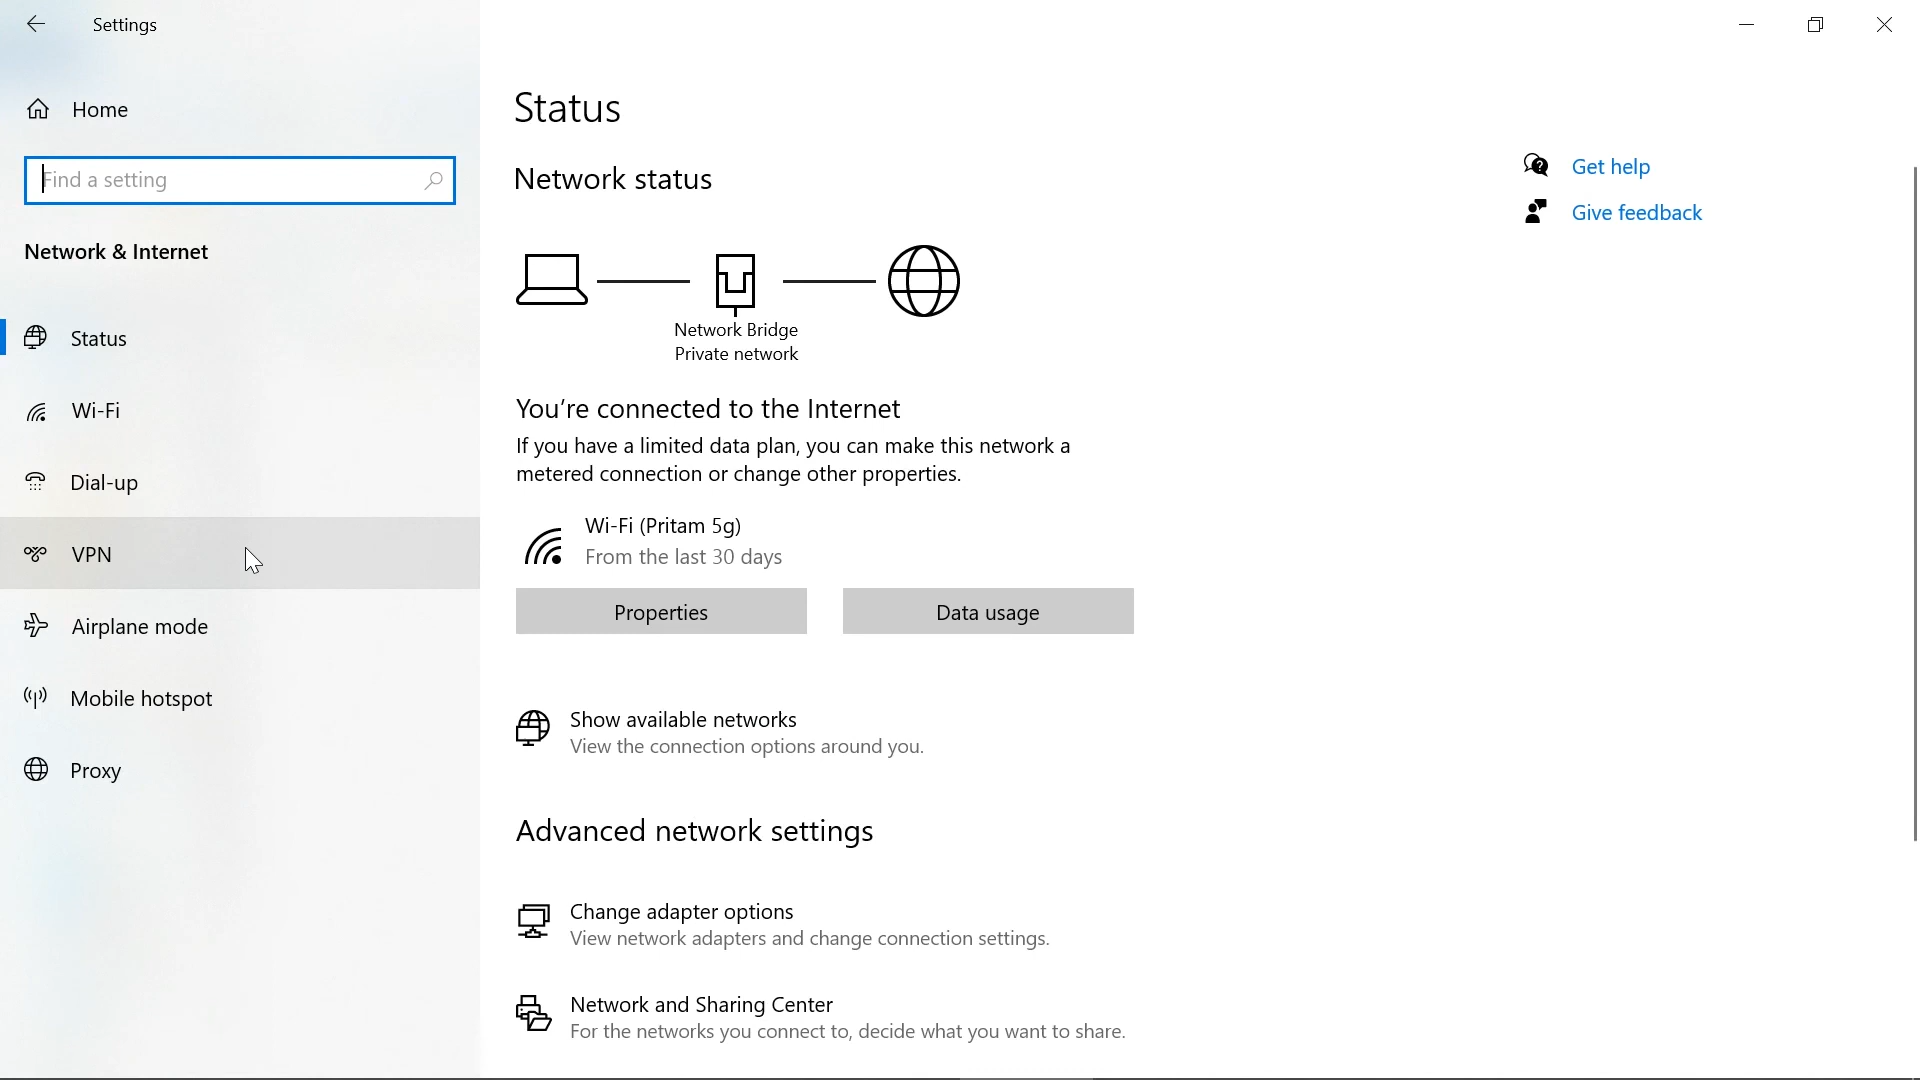 Settings
Home
Find a setting
Network & Internet
Status
Wi-Fi
Dial-up
VPN
Airplane mode
Mobile hotspot
Proxy
Status
Network status
Network Bridge
Private network
You're connected to the Internet
If you have a limited data plan, you can make this network a
metered connection or change other properties.
Wi-Fi (Pritam 5g)
From the last 30 days
Properties
Data usage
Show available networks
View the connection options around you.
Advanced network settings
Change adapter options
View network adapters and change connection settings.
Network and Sharing Center
For the networks you connect to, decide what you want to share.
Get help
Give feedback